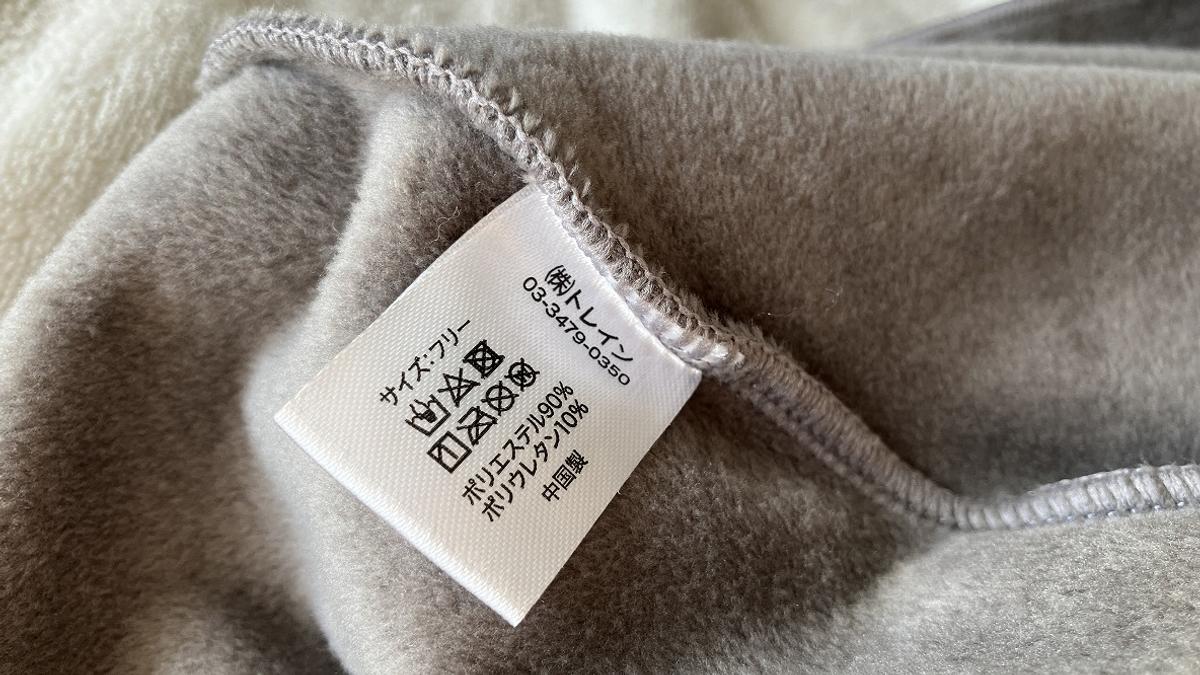 サイズ:フリー
ポリエステル90%
ポリウレタン10%
中国製
㈱トレイン
03-3479-0350